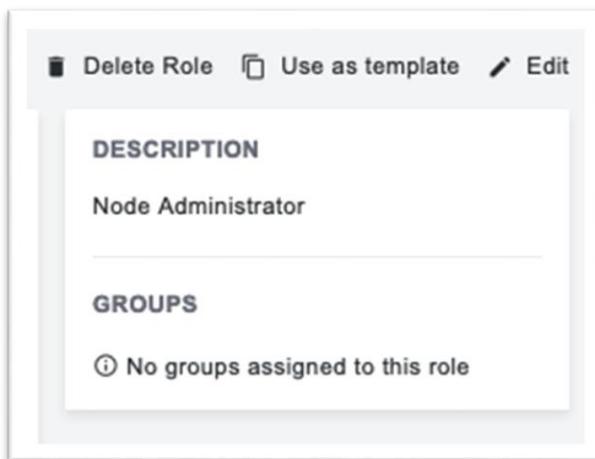 Delete Role Use as template Edit
DESCRIPTION
Node Administrator
GROUPS
No groups assigned to this role